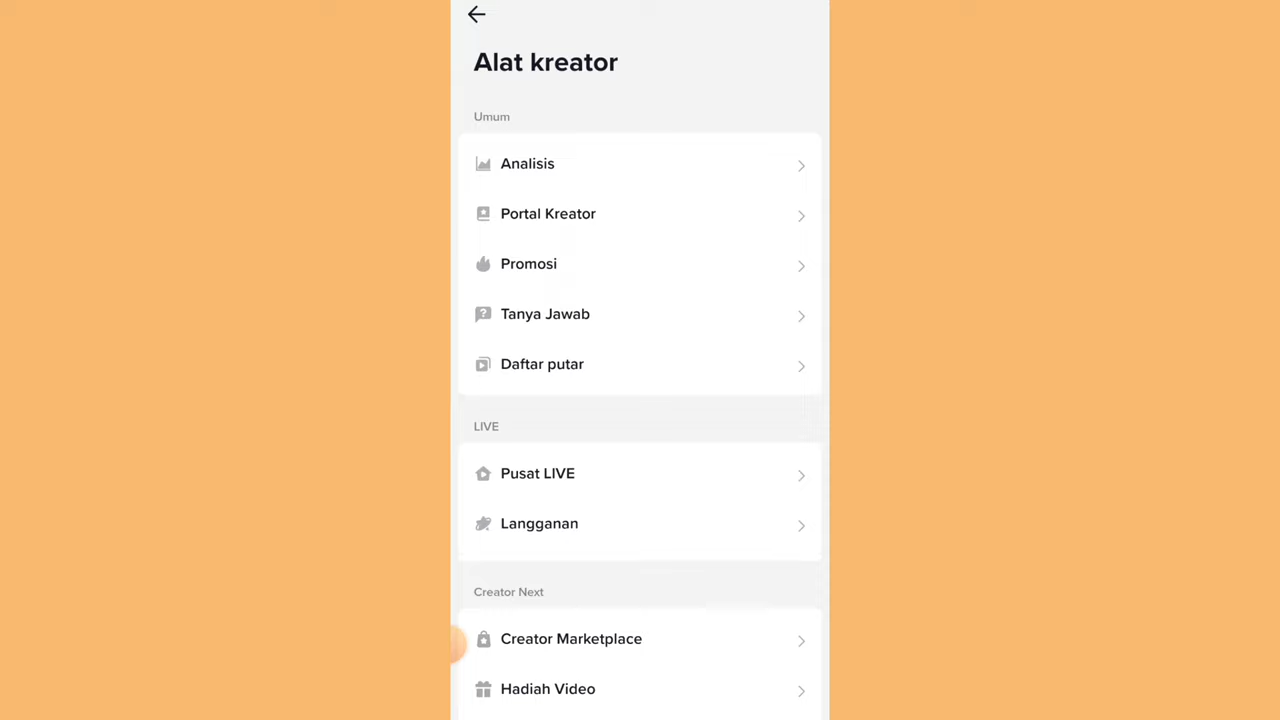 Alat kreator
Umum
Analisis
Portal Kreator
Promosi
Tanya Jawab
Daftar putar
LIVE
Pusat LIVE
Langganan
Creator Next
Creator Marketplace
Hadiah Video